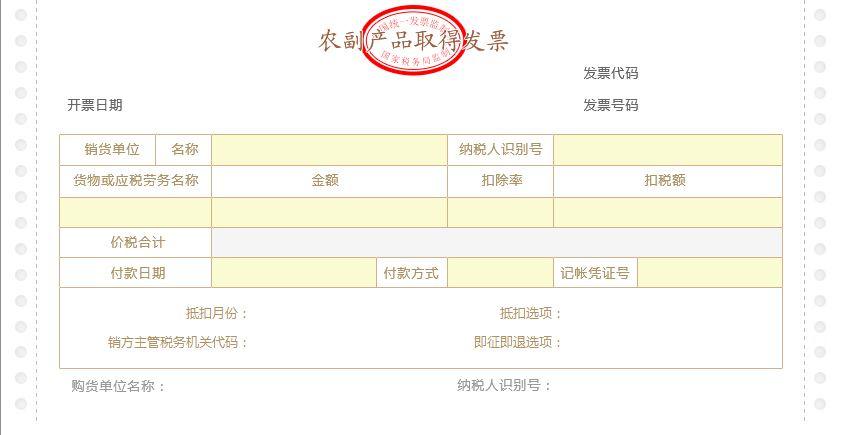 国统一发票监制
农副产品取得发票
国家税务局监制
发票代码
开票日期 发票号码
销货单位 名称 纳税人识别号
货物或应税劳务名称 金额 扣除率 扣税额
价税合计
付款日期 付款方式 记帐凭证号
抵扣月份： 抵扣选项：
销方主管税务机关代码： 即征即退选项：
购货单位名称： 纳税人识别号：